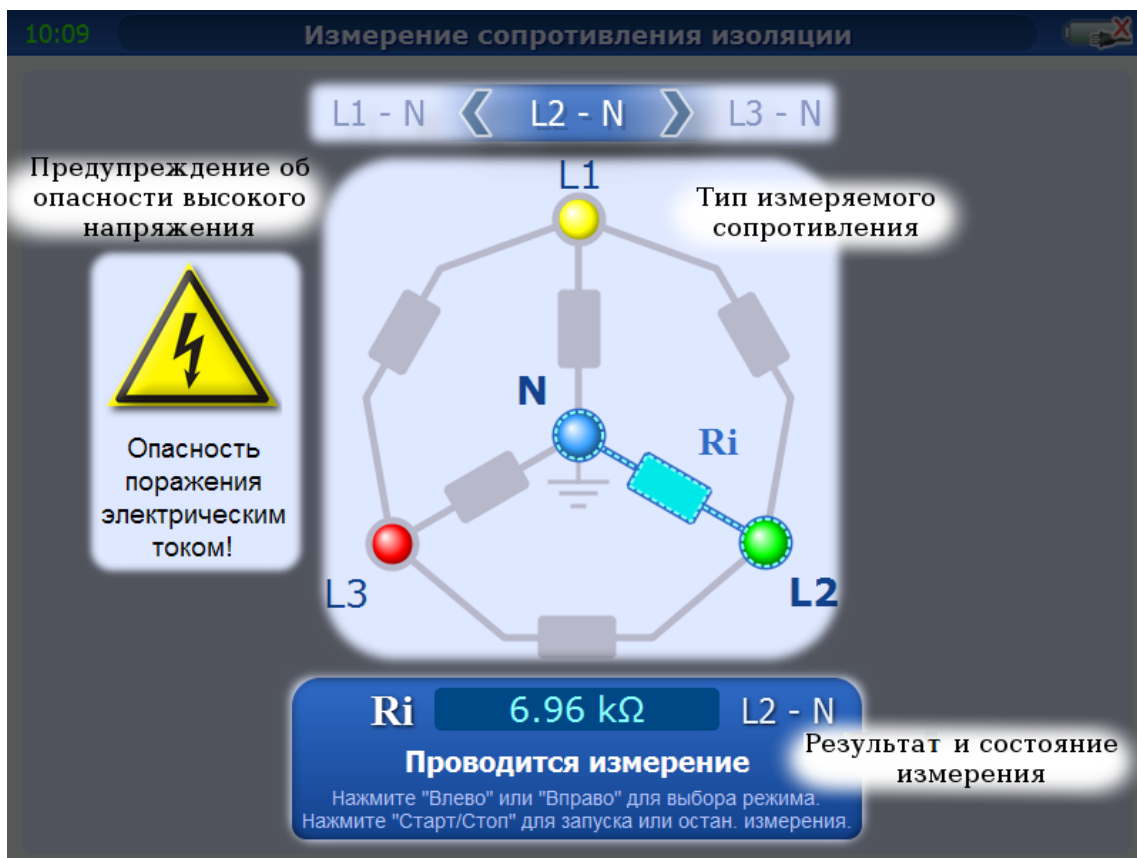 10:09
Измерение сопротивления изоляции
L1 - N
L2 - N
L3 - N
Предупреждение об
опасности высокого
напряжения
L1
Тип измеряемого
сопротивления
N
Ri
Опасность
поражения
электрическим
током!
L3
L2
Ri 6.96 kΩ L2 - N
Проводится измерение
Результат и состояние
измерения
Нажмите "Влево" или "Вправо" для выбора режима.
Нажмите "Старт/Стоп" для запуска или остан. измерения.